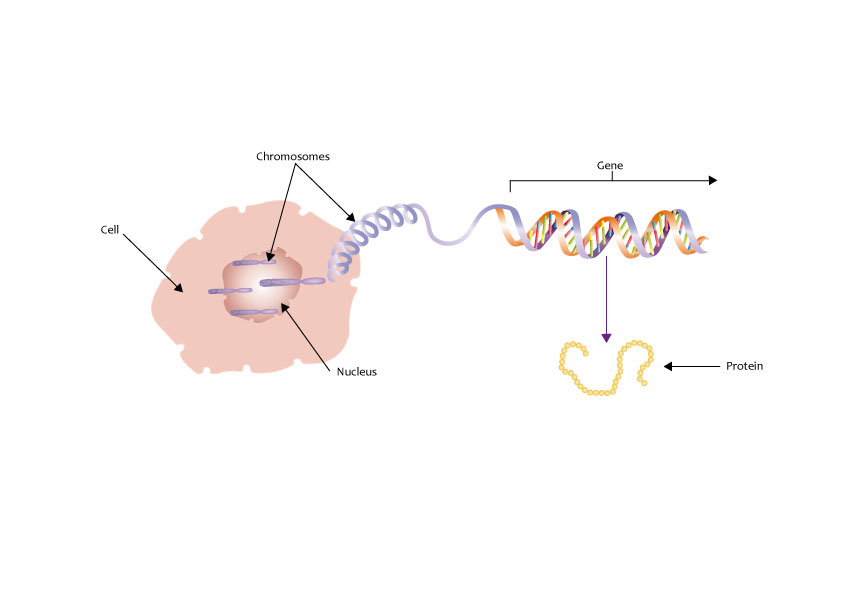 Chromosomes
Gene
Cell
Nucleus
Protein